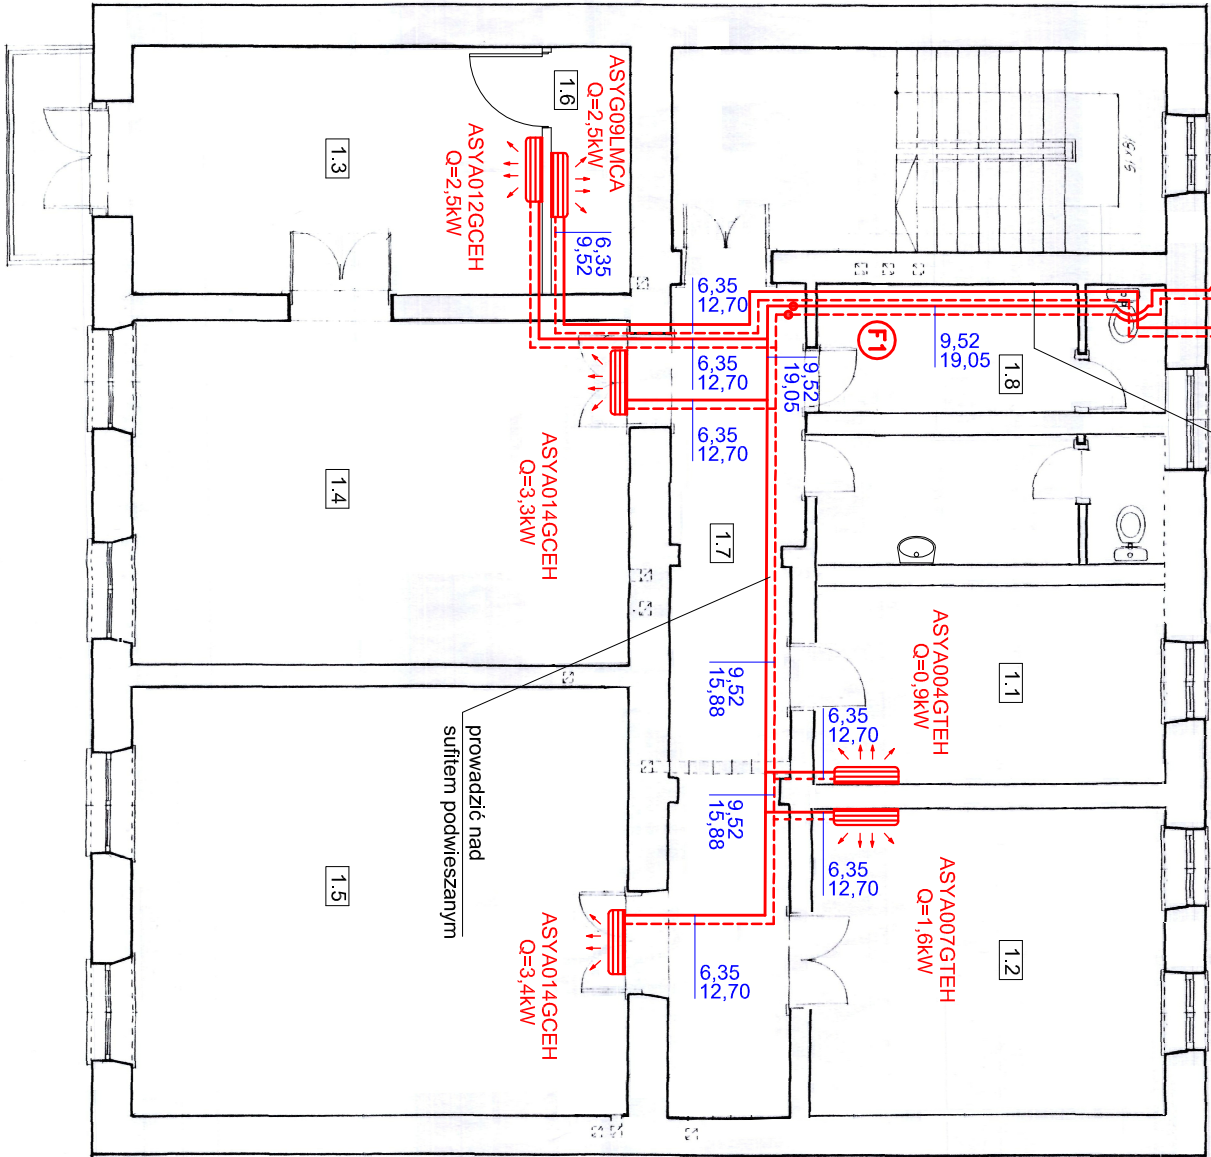 1.6
ASYG09LMCA
Q=2,5kW
1.3
ASYA012GCEH
Q=2,5kW
6,35
9,52
6,35
12,70
18x16
F1
9,52
19,05
1.8
6,35
12,70
9,52
19,05
6,35
12,70
ASYA014GCEH
Q=3,3kW
1.4
1.7
ASYA004GTEH
Q=0,9kW
1.1
9,52
15,88
6,35
12,70
prowadzić nad
sufitem podwieszanym
9,52
15,88
6,35
12,70
1.5
ASYA014GCEH
Q=3,4kW
ASYA007GTEH
Q=1,6kW
1.2
6,35
12,70